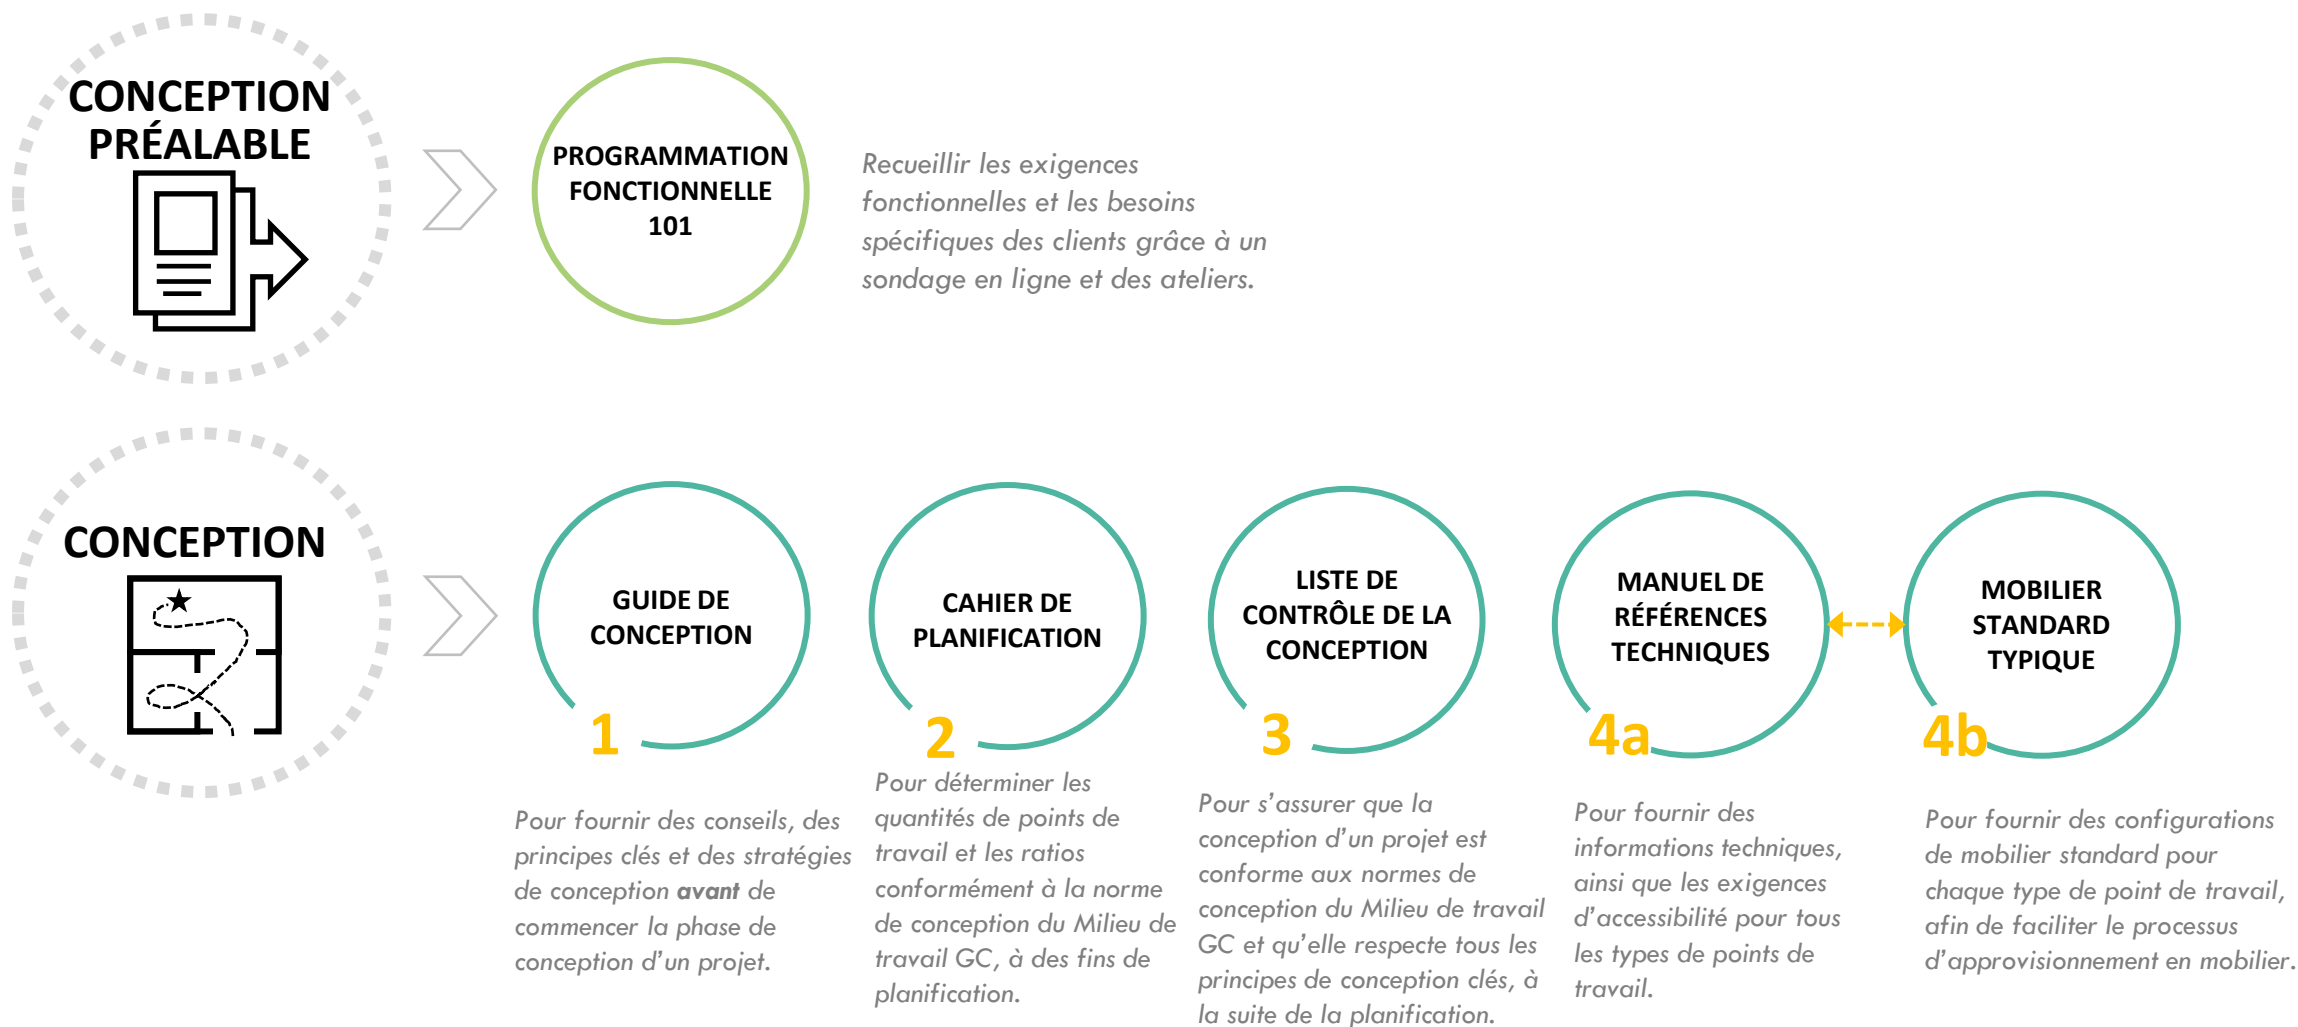 CONCEPTION
PRÉALABLE
PROGRAMMATION
FONCTIONNELLE
101
Recueillir les exigences
fonctionnelles et les besoins
spécifiques des clients grâce à un
sondage en ligne et des ateliers.
CONCEPTION
GUIDE DE
CONCEPTION
1
Pour fournir des conseils, des
principes clés et des stratégies
de conception avant de
commencer la phase de
conception d’un projet.
CAHIER DE
PLANIFICATION
2
Pour déterminer les
quantités de points de
travail et les ratios
conformément à la norme
de conception du Milieu de
travail GC, à des fins de
planification.
LISTE DE
CONTRÔLE DE LA
CONCEPTION
3
Pour s’assurer que la
conception d’un projet est
conforme aux normes de
conception du Milieu de travail
GC et qu’elle respecte tous les
principes de conception clés, à
la suite de la planification.
MANUEL DE
RÉFÉRENCES
TECHNIQUES
4a
Pour fournir des
informations techniques,
ainsi que les exigences
d’accessibilité pour tous
les types de points de
travail.
MOBILIER
STANDARD
TYPIQUE
4b
Pour fournir des configurations
de mobilier standard pour
chaque type de point de travail,
afin de faciliter le processus
d’approvisionnement en mobilier.